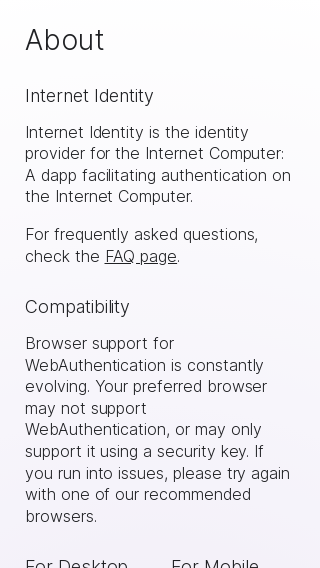 About
Internet Identity
Internet Identity is the identity
provider for the Internet Computer:
A dapp facilitating authentication on
the Internet Computer.
For frequently asked questions,
check the FAQ page.
Compatibility
Browser support for
WebAuthentication is constantly
evolving. Your preferred browser
may not support
WebAuthentication, or may only
support it using a security key. If
you run into issues, please try again
with one of our recommended
browsers.
For Desktop For Mobile